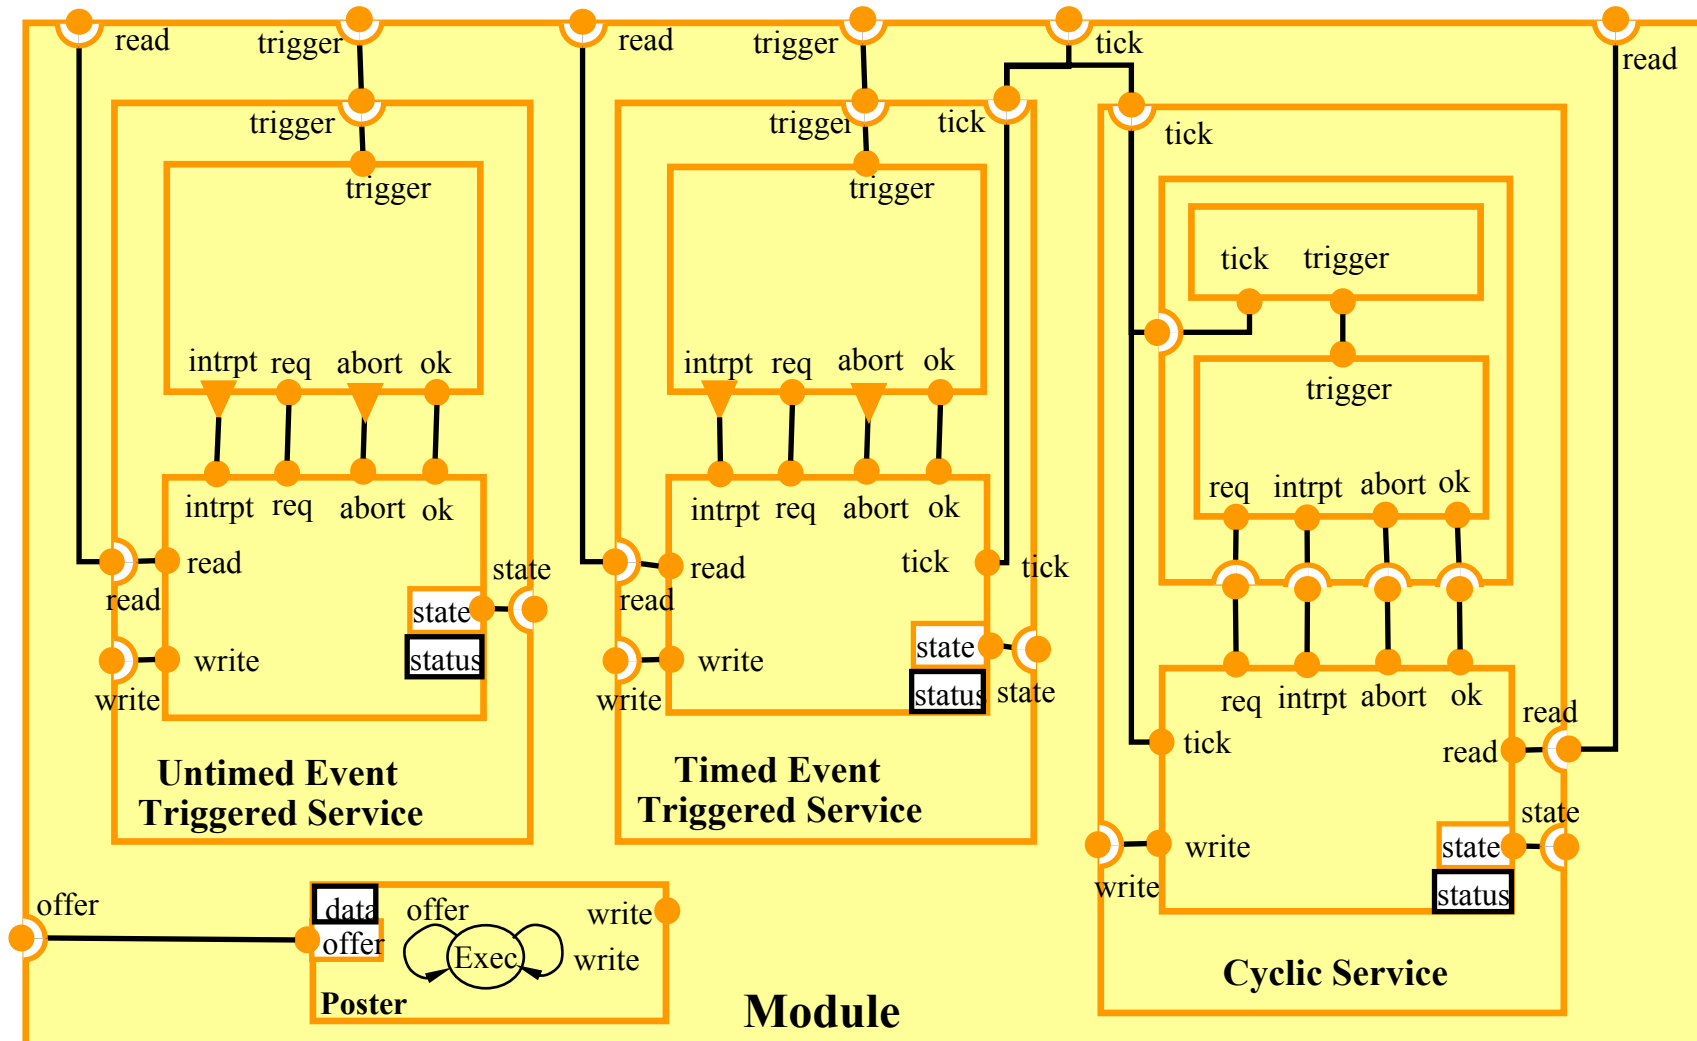 read
trigger
read
trigger
tick
read
trigger
trigger
tick
tick
trigger
trigger
tick trigger
trigger
intrpt req abort ok
intrpt req abort ok
req intrpt abort ok
intrpt req abort ok
intrpt req abort ok
read
read
state
read
read
tick
tick
state
status
state
status
state
write
write
write
write
req intrpt abort ok
tick
read
read
write
write
state
state
status
Untimed Event
Triggered Service
Timed Event
Triggered Service
Cyclic Service
offer
data
offer
offer
write
Exec
write
Poster
Module